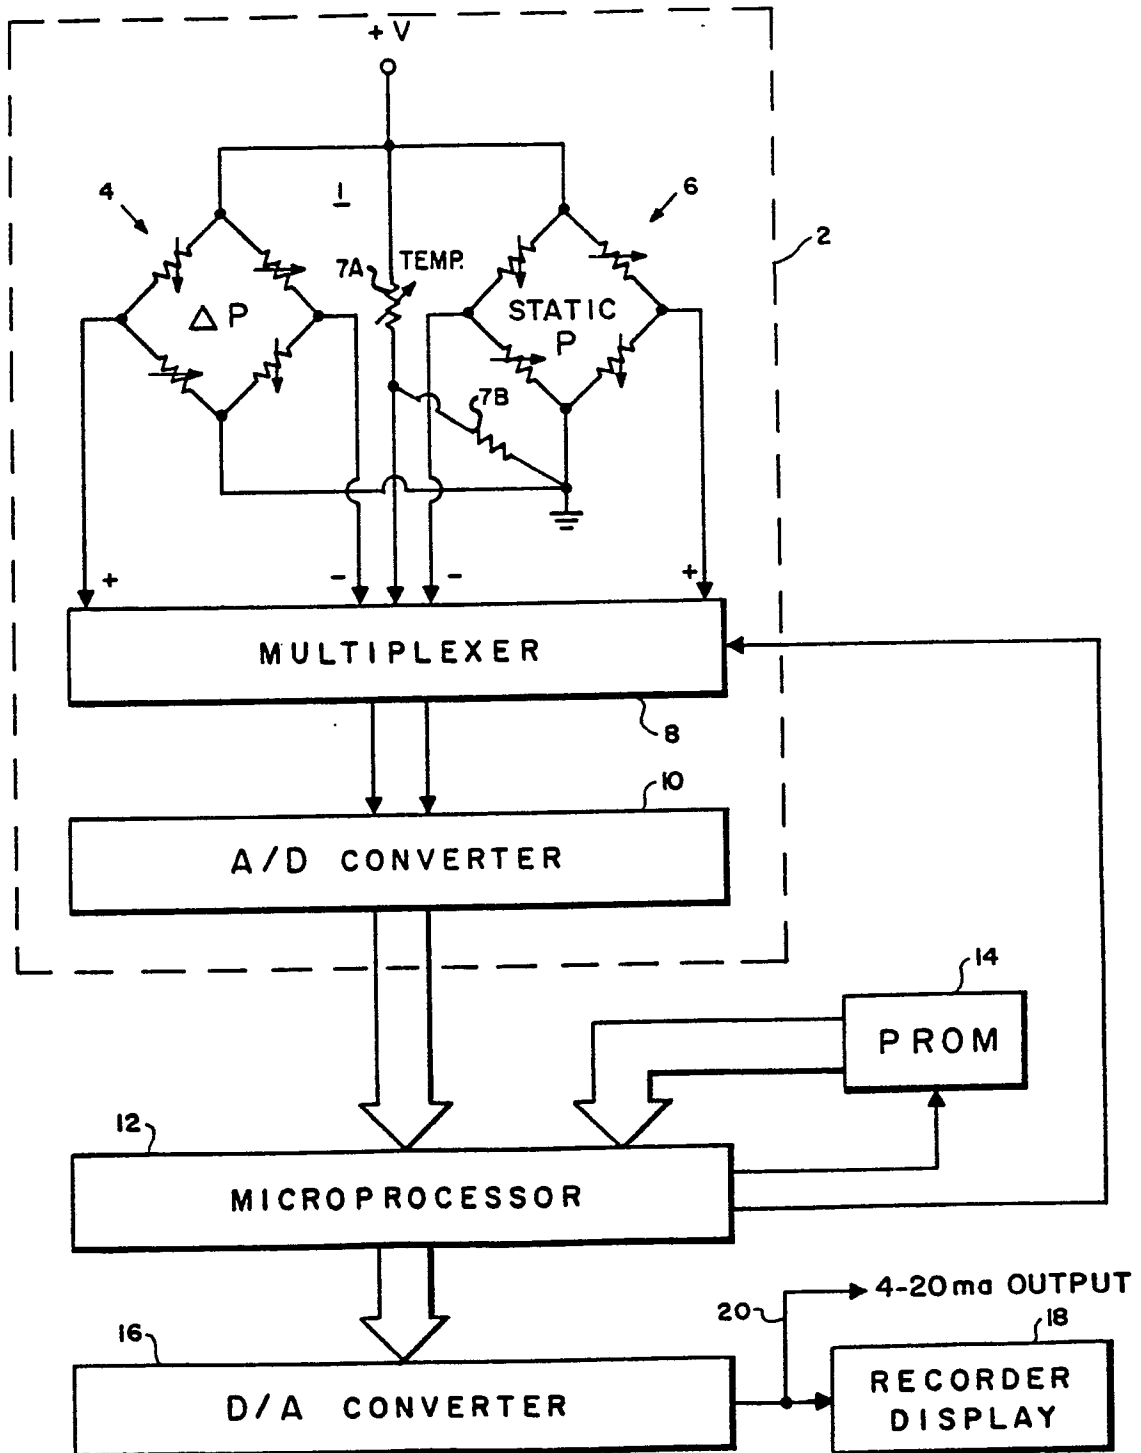 + V
4
1
6
2
7A
TEMP.
Δ P
STATIC
P
7B
+
-
-
+
MULTIPLEXER
8
10
A/D CONVERTER
14
PROM
12
MICROPROCESSOR
4-20ma OUTPUT
20
18
16
RECORDER
DISPLAY
D/A CONVERTER